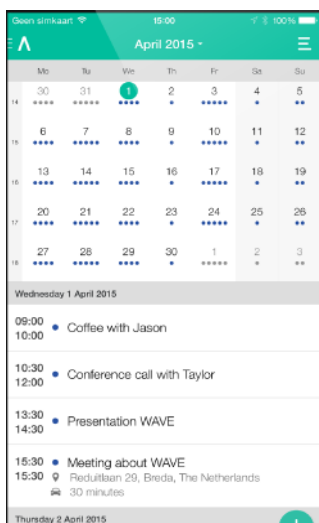 Geen simkaart 15:00 100%
April 2015
Mo Tu We Th Fr Sa Su
14 30 31 1 2 3 4 5
15 6 7 8 9 10 11 12
16 13 14 15 16 17 18 19
17 20 21 22 23 24 25 26
18 27 28 29 30 1 2 3
Wednesday 1 April 2015
09:00 Coffee with Jason
10:00
10:30 Conference call with Taylor
12:00
13:30 Presentation WAVE
14:30
15:30 Meeting about WAVE
15:30 Reduitlaan 29, Breda, The Netherlands
30 minutes
Thursday 2 April 2015